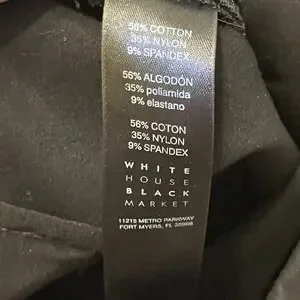 56% COTTON
35% NYLON
9% SPANDEX
56% ALGODÓN
35% poliamida
9% elastano
56% COTON
35% NYLON
9% SPANDEX
WHITE
HOUSE
BLACK
MARKET
11215 METRO PARKWAY
FORT MYERS, FL 33966